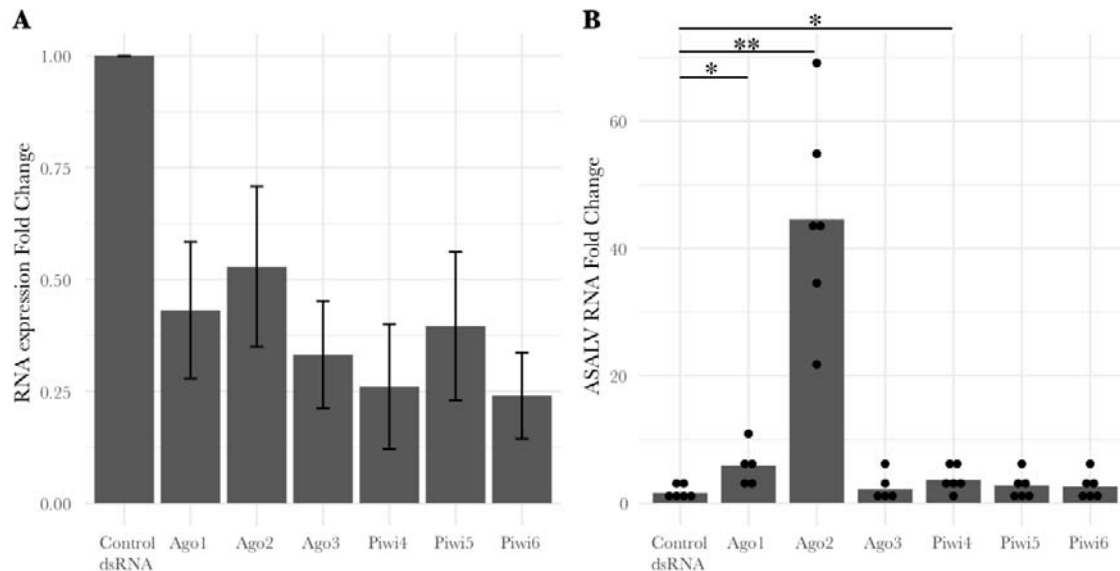 A
RNA expression Fold Change
1.00
0.75
0.50
0.25
0.00
Control
dsRNA
Ago1
Ago2
Ago3
Piwi4
Piwi5
Piwi6
B
ASALV RNA Fold Change
*
**
*
60
40
20
0
Control
dsRNA
Ago1
Ago2
Ago3
Piwi4
Piwi5
Piwi6